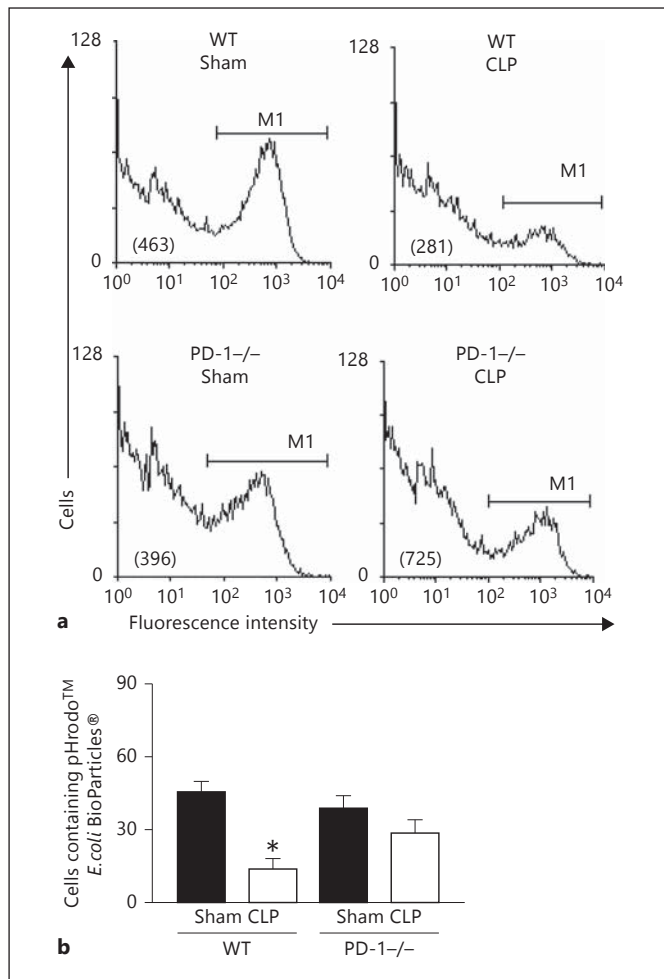 WT
Sham
128
M1
0
(463)
10⁰ 10¹ 10² 10³ 10⁴
WT
CLP
128
M1
0
(281)
10⁰ 10¹ 10² 10³ 10⁴
PD-1–/–
Sham
128
M1
0
(396)
10⁰ 10¹ 10² 10³ 10⁴
PD-1–/–
CLP
128
M1
0
(725)
10⁰ 10¹ 10² 10³ 10⁴
Cells
a
Fluorescence intensity
Cells containing pHrodo™
E.coli BioParticles®
90
60
30
0
*
Sham CLP
Sham CLP
WT
PD-1–/–
b